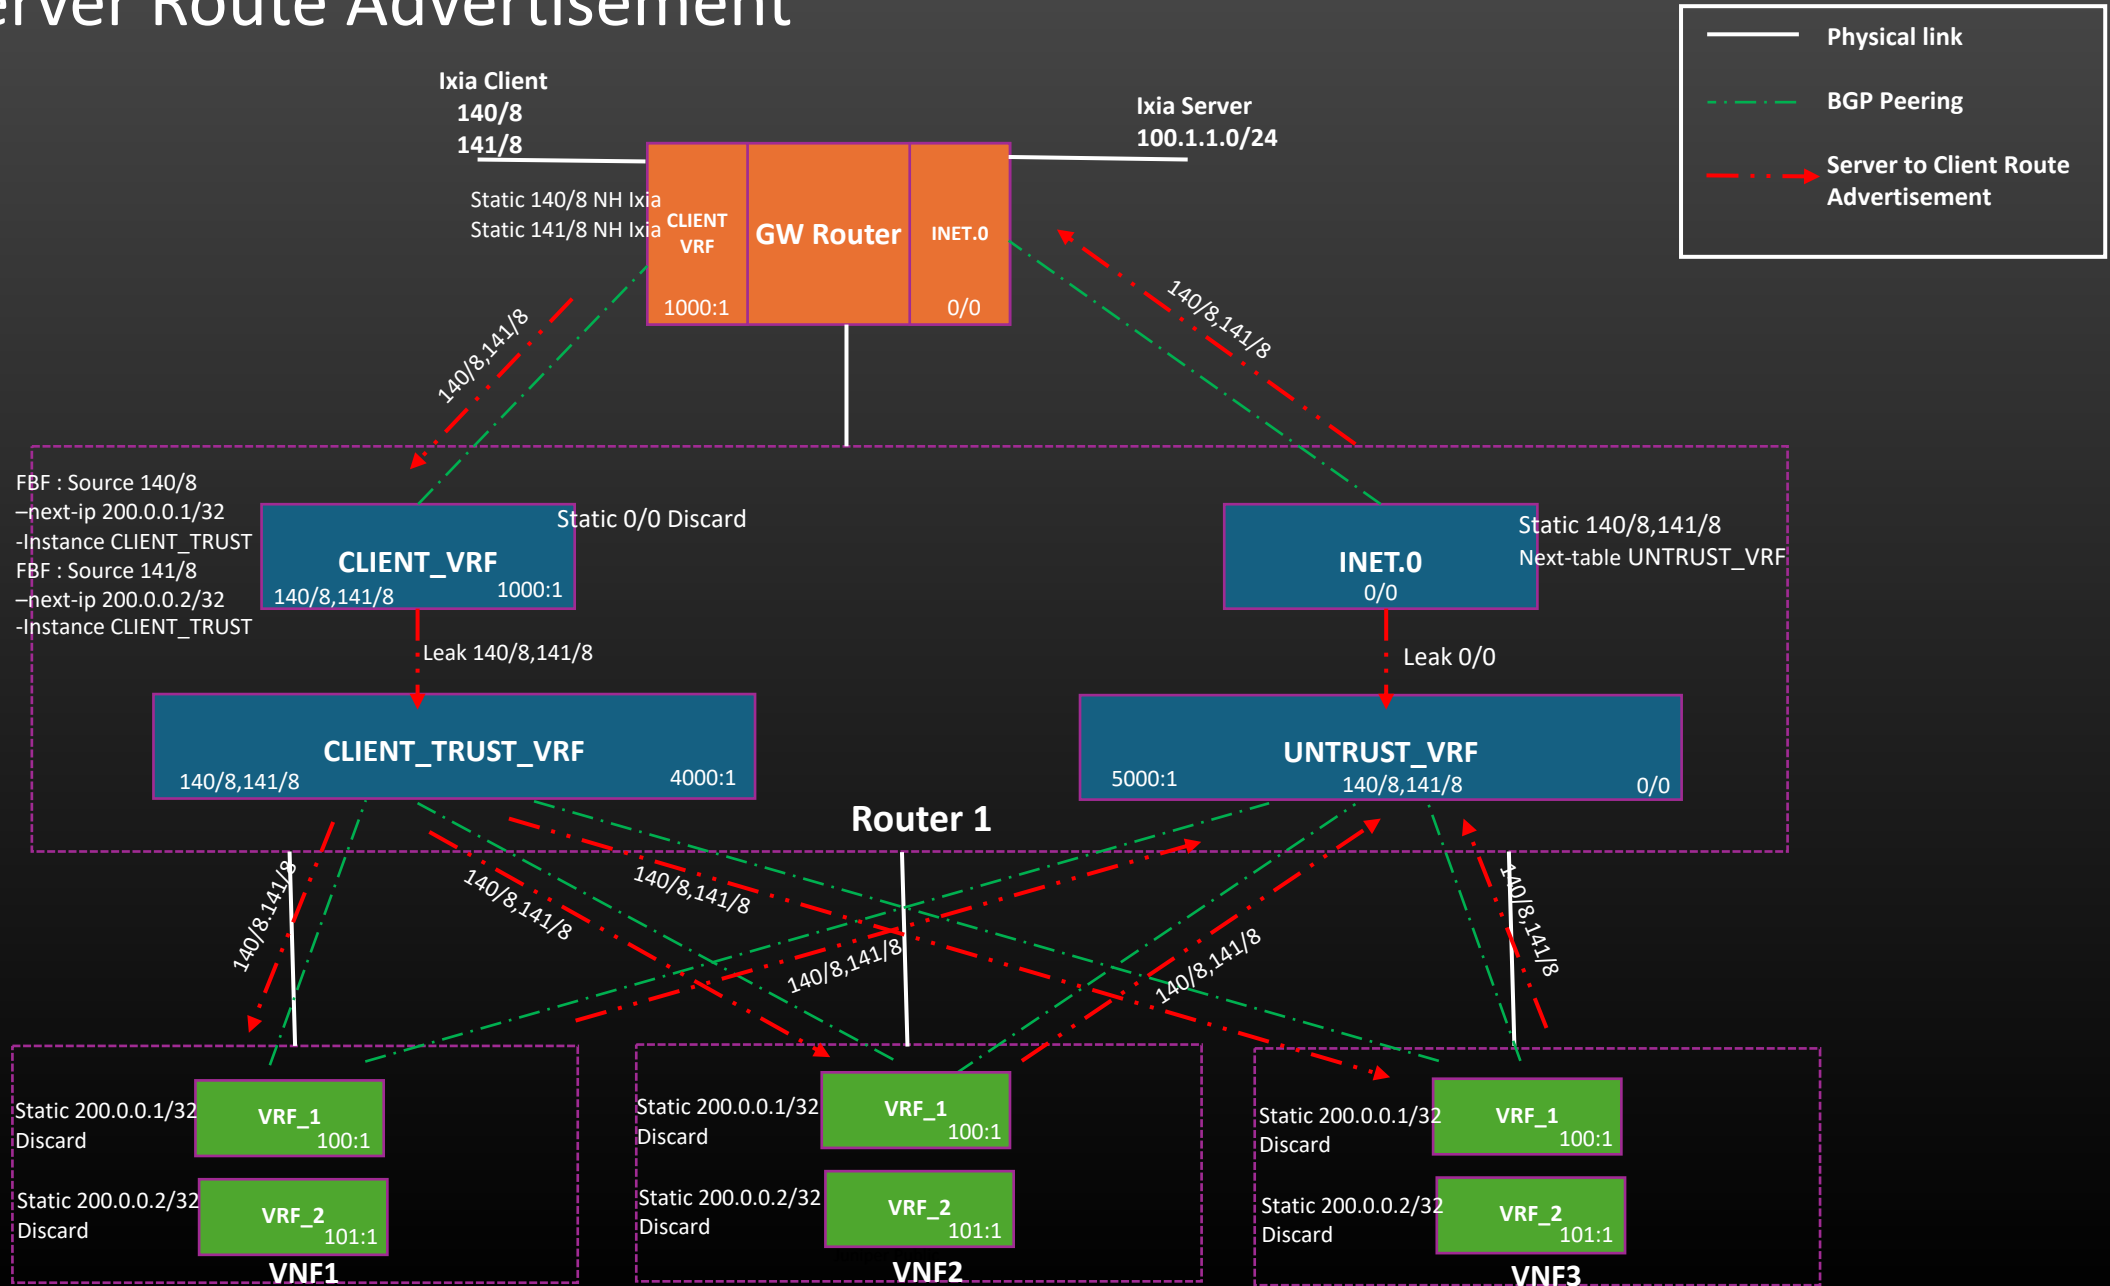 erver Route Advertisement
Physical link
BGP Peering
Server to Client Route
Advertisement
Ixia Client
140/8
141/8
Ixia Server
100.1.1.0/24
Static 140/8 NH Ixia
Static 141/8 NH Ixia
CLIENT
VRF
1000:1
GW Router
INET.0
0/0
140/8,141/8
140/8,141/8
FBF : Source 140/8
–next-ip 200.0.0.1/32
-Instance CLIENT_TRUST
FBF : Source 141/8
–next-ip 200.0.0.2/32
-Instance CLIENT_TRUST
Static 0/0 Discard
CLIENT_VRF
140/8,141/8
1000:1
INET.0
0/0
Static 140/8,141/8
Next-table UNTRUST_VRF
Leak 140/8,141/8
Leak 0/0
CLIENT_TRUST_VRF
140/8,141/8
4000:1
UNTRUST_VRF
5000:1
140/8,141/8
0/0
Router 1
140/8.141/8
140/8,141/8
140/8,141/8
140/8,141/8
140/8,141/8
140/8,141/8
Static 200.0.0.1/32
Discard
VRF_1
100:1
Static 200.0.0.2/32
Discard
VRF_2
101:1
VNF1
Static 200.0.0.1/32
Discard
VRF_1
100:1
Static 200.0.0.2/32
Discard
VRF_2
101:1
VNF2
Static 200.0.0.1/32
Discard
VRF_1
100:1
Static 200.0.0.2/32
Discard
VRF_2
101:1
VNF3